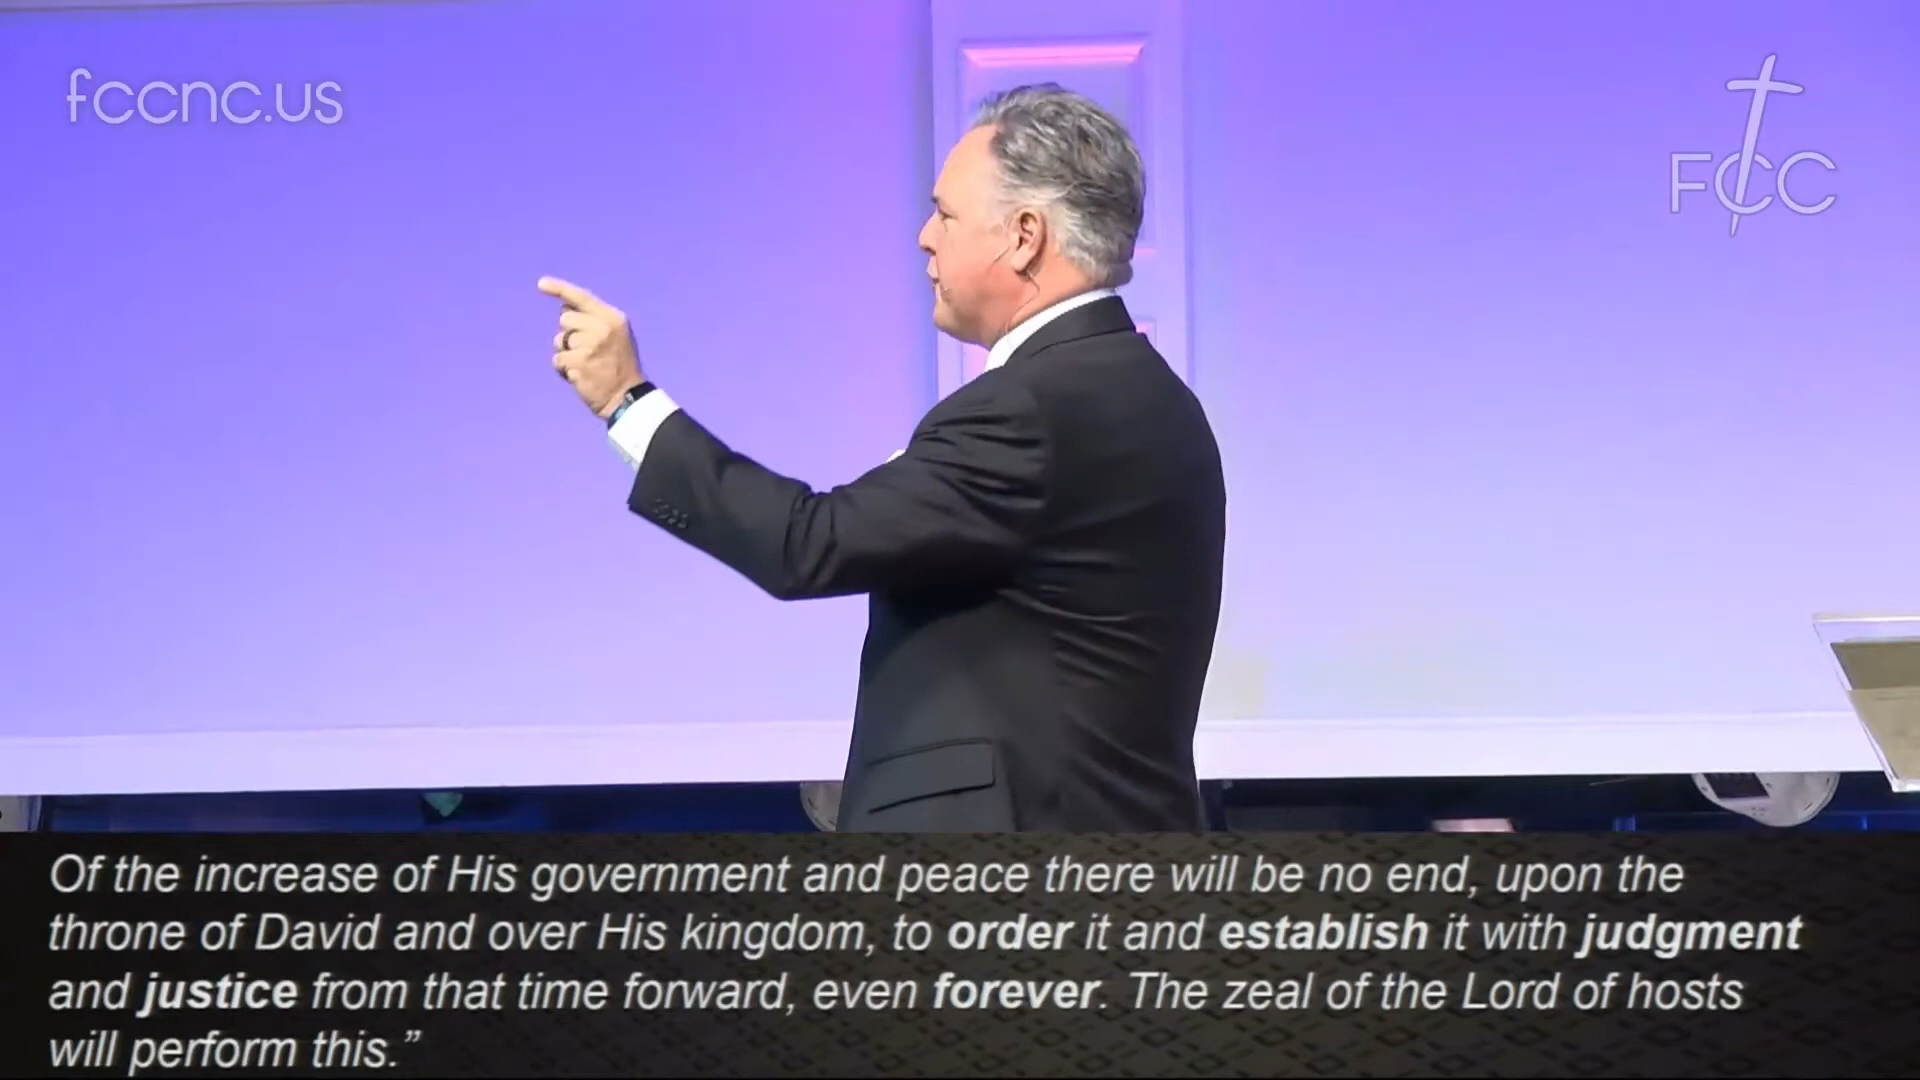 fccnc.us
FCC
Of the increase of His government and peace there will be no end, upon the
throne of David and over His kingdom, to order it and establish it with judgment
and justice from that time forward, even forever. The zeal of the Lord of hosts
will perform this.”